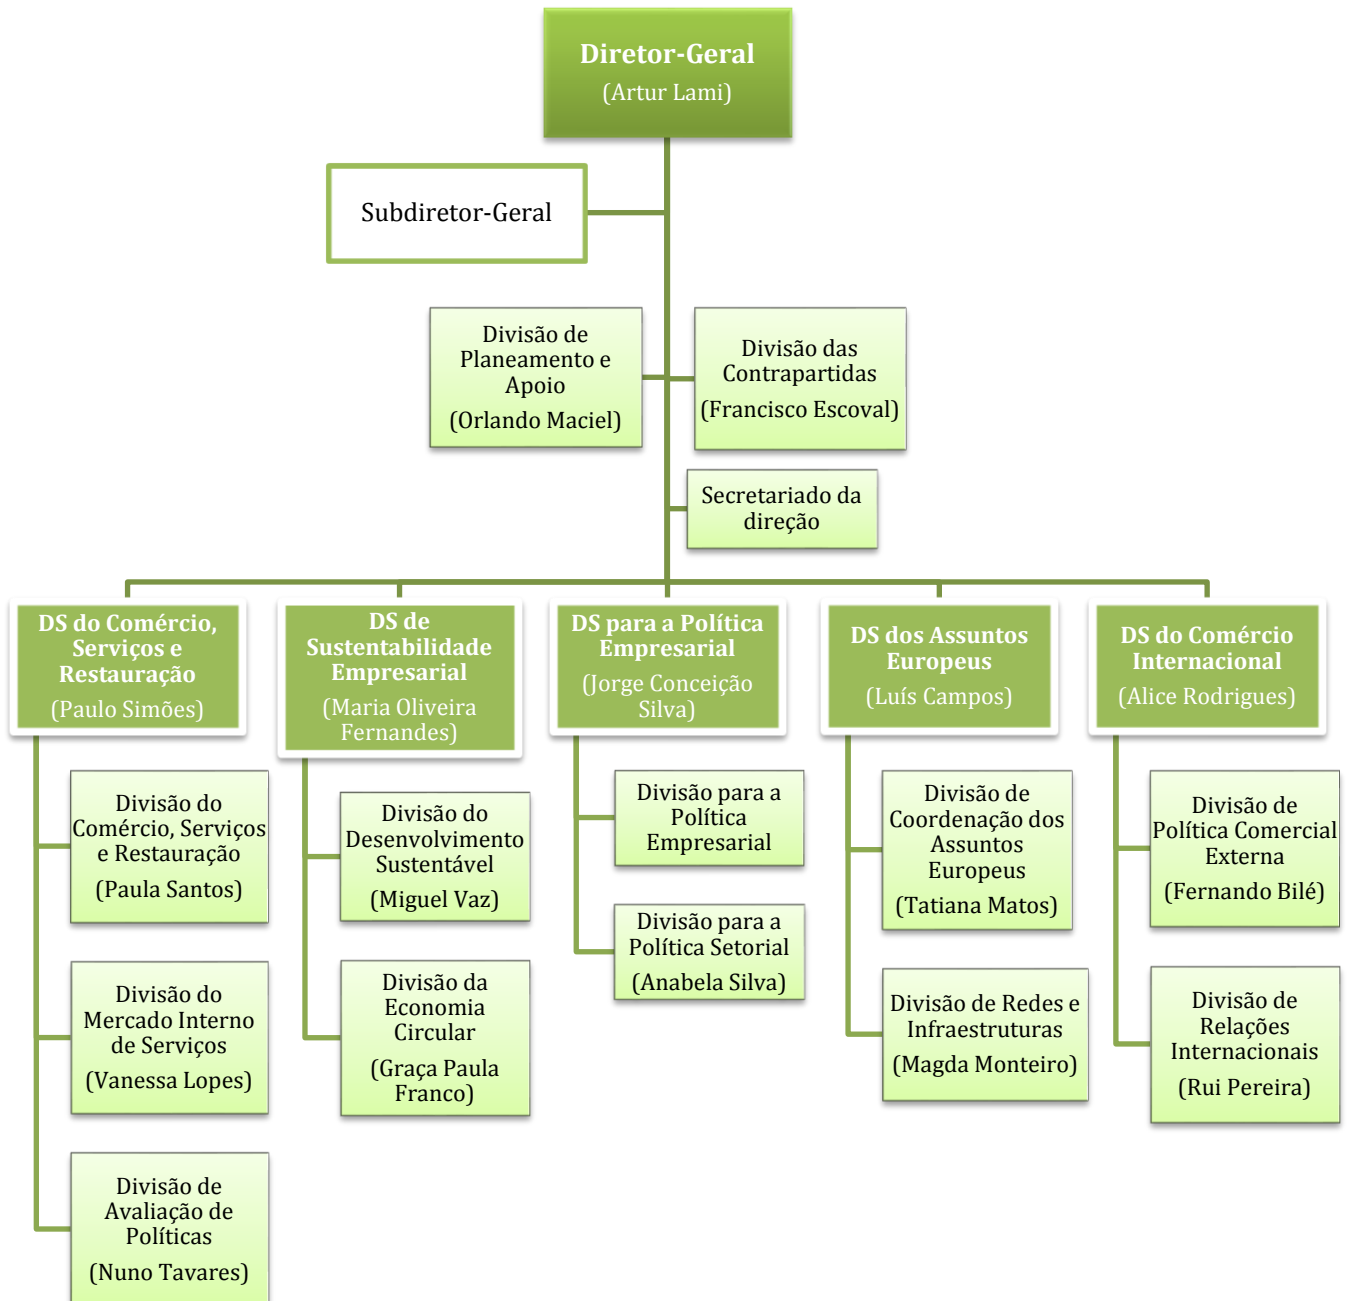 Diretor-Geral
(Artur Lami)
Subdiretor-Geral
Divisão de
Planeamento e
Apoio
(Orlando Maciel)
Divisão das
Contrapartidas
(Francisco Escoval)
Secretariado da
direção
DS do Comércio,
Serviços e
Restauração
(Paulo Simões)
DS de
Sustentabilidade
Empresarial
(Maria Oliveira
Fernandes)
DS para a Política
Empresarial
(Jorge Conceição
Silva)
DS dos Assuntos
Europeus
(Luís Campos)
DS do Comércio
Internacional
(Alice Rodrigues)
Divisão do
Comércio, Serviços
e Restauração
(Paula Santos)
Divisão do
Mercado Interno
de Serviços
(Vanessa Lopes)
Divisão de
Avaliação de
Políticas
(Nuno Tavares)
Divisão do
Desenvolvimento
Sustentável
(Miguel Vaz)
Divisão da
Economia
Circular
(Graça Paula
Franco)
Divisão para a
Política
Empresarial
Divisão para a
Política Setorial
(Anabela Silva)
Divisão de
Coordenação dos
Assuntos
Europeus
(Tatiana Matos)
Divisão de Redes e
Infraestruturas
(Magda Monteiro)
Divisão de
Política Comercial
Externa
(Fernando Bilé)
Divisão de
Relações
Internacionais
(Rui Pereira)